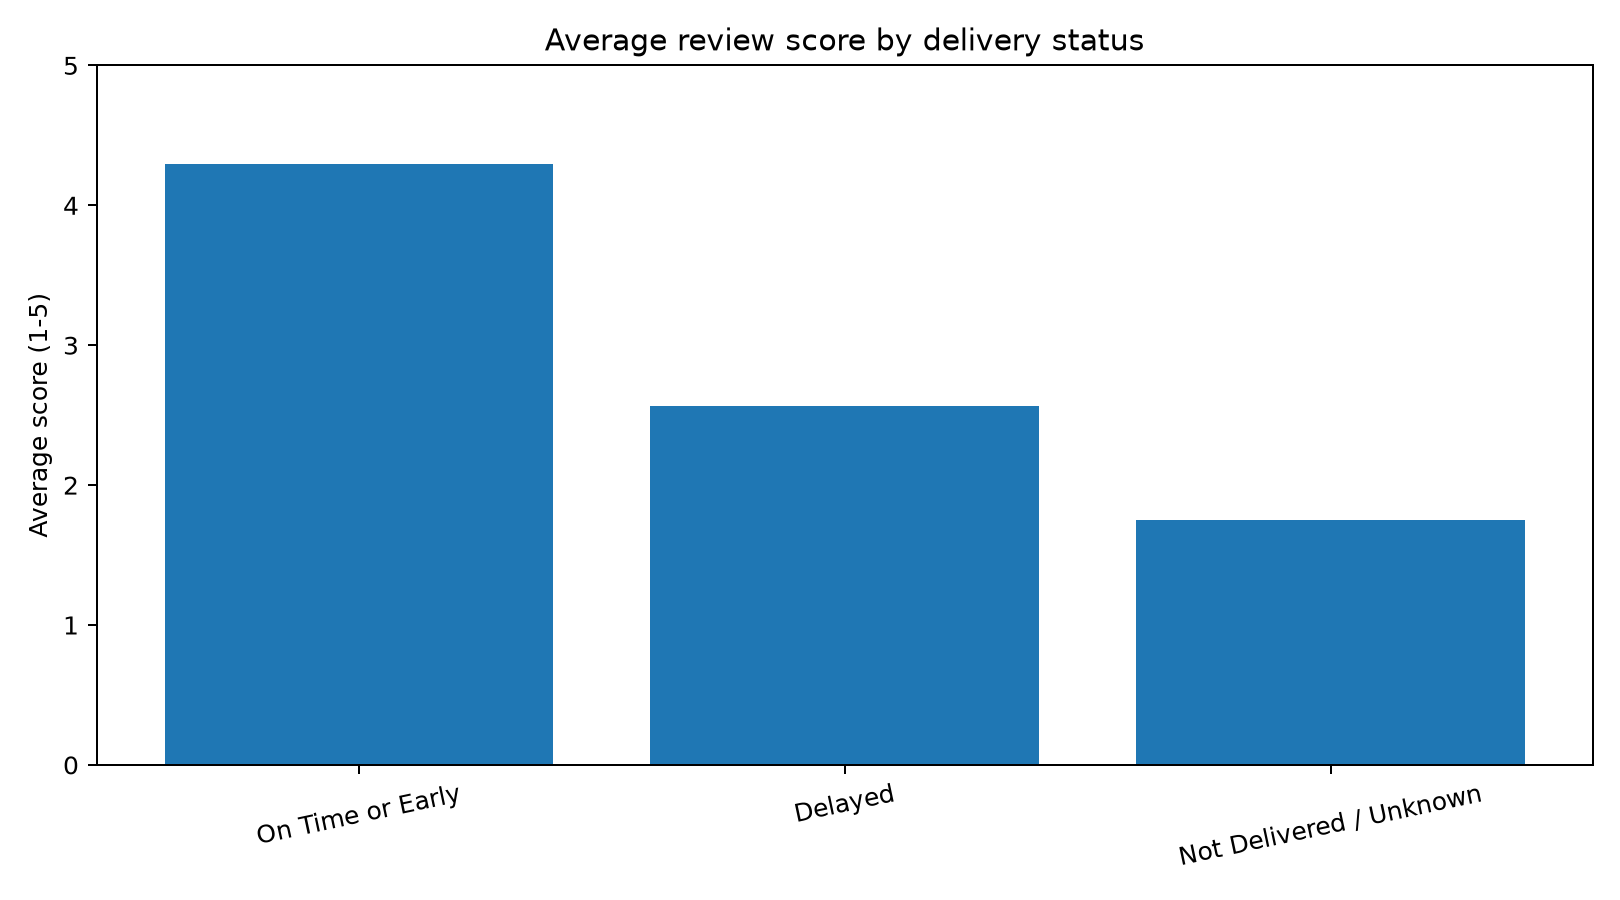 Average review score by delivery status
Average score (1-5)
5
4
3
2
1
0
On Time or Early
Delayed
Not Delivered / Unknown